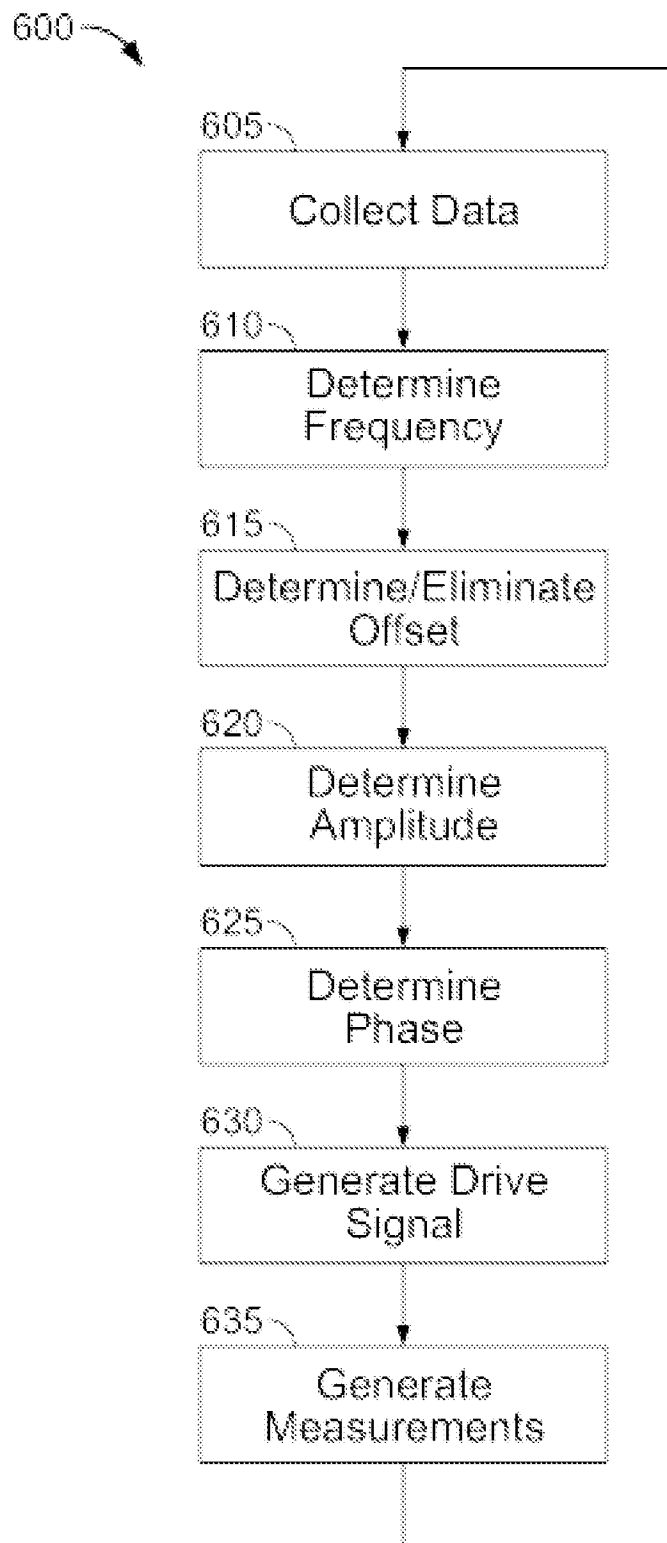 600
605
Collect Data
610
Determine
Frequency
615
Determine/Eliminate
Offset
620
Determine
Amplitude
625
Determine
Phase
630
Generate Drive
Signal
635
Generate
Measurements